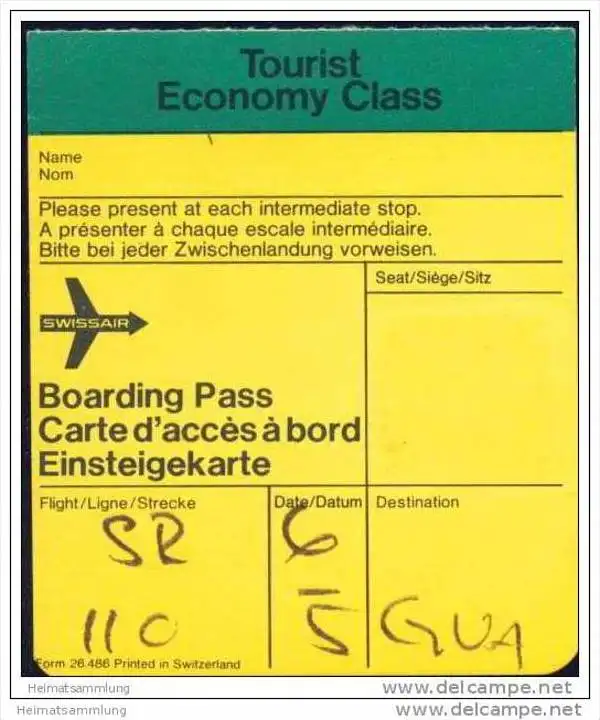 Tourist
Economy Class
Name
Nom
Please present at each intermediate stop.
A présenter à chaque escale intermédiaire.
Bitte bei jeder Zwischenlandung vorweisen.
Seat/Siège/Sitz
SWISSAIR
Boarding Pass
Carte d'accès à bord
Einsteigekarte
Flight/Ligne/Strecke
Date/Datum
Destination
SR
6
110
5
GVA
Form 26.486 Printed in Switzerland
Heimatsammlung
www.delcampe.net
Heimatsammlung
www.delcampe.net